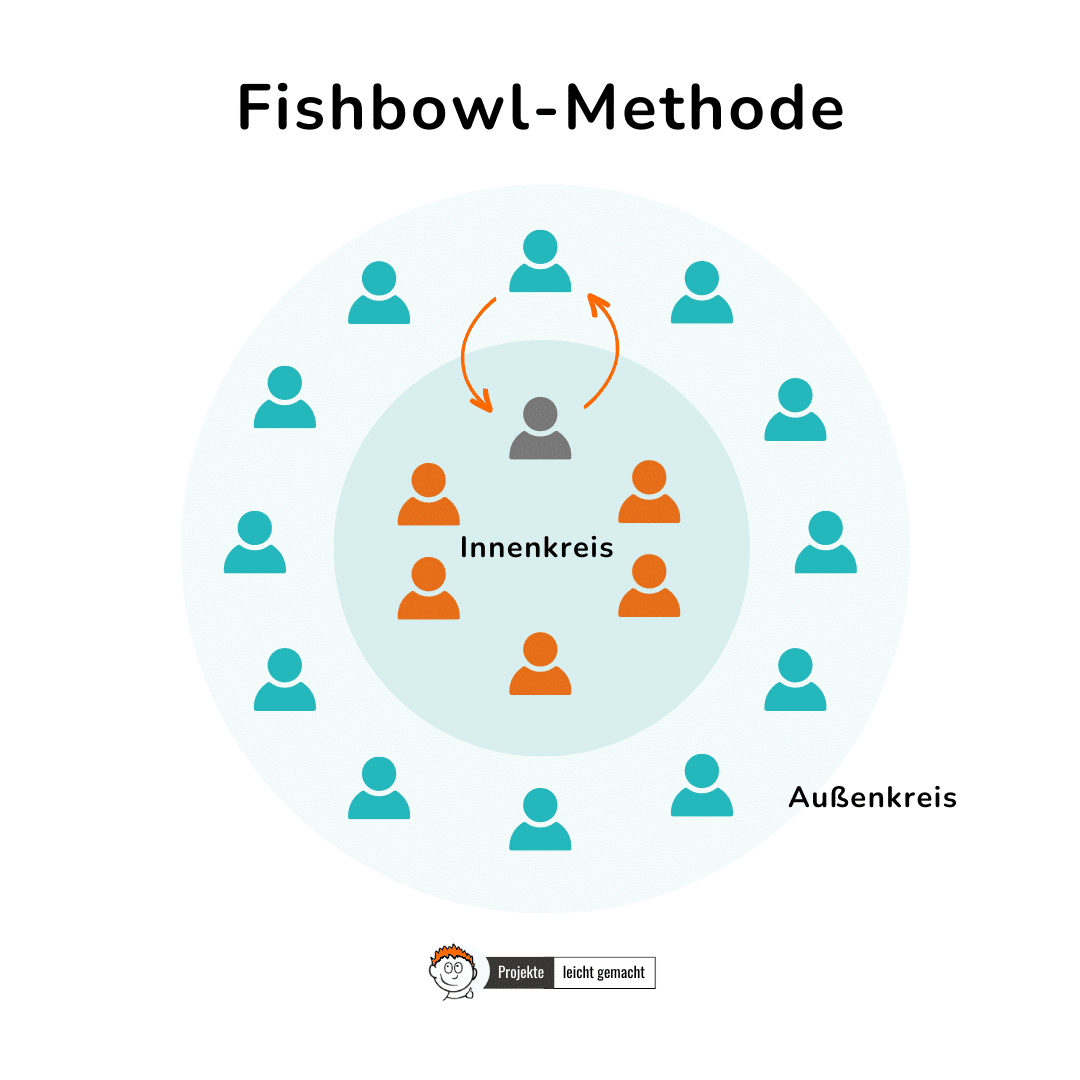 Fishbowl-Methode
Innenkreis
Außenkreis
Projekte leicht gemacht